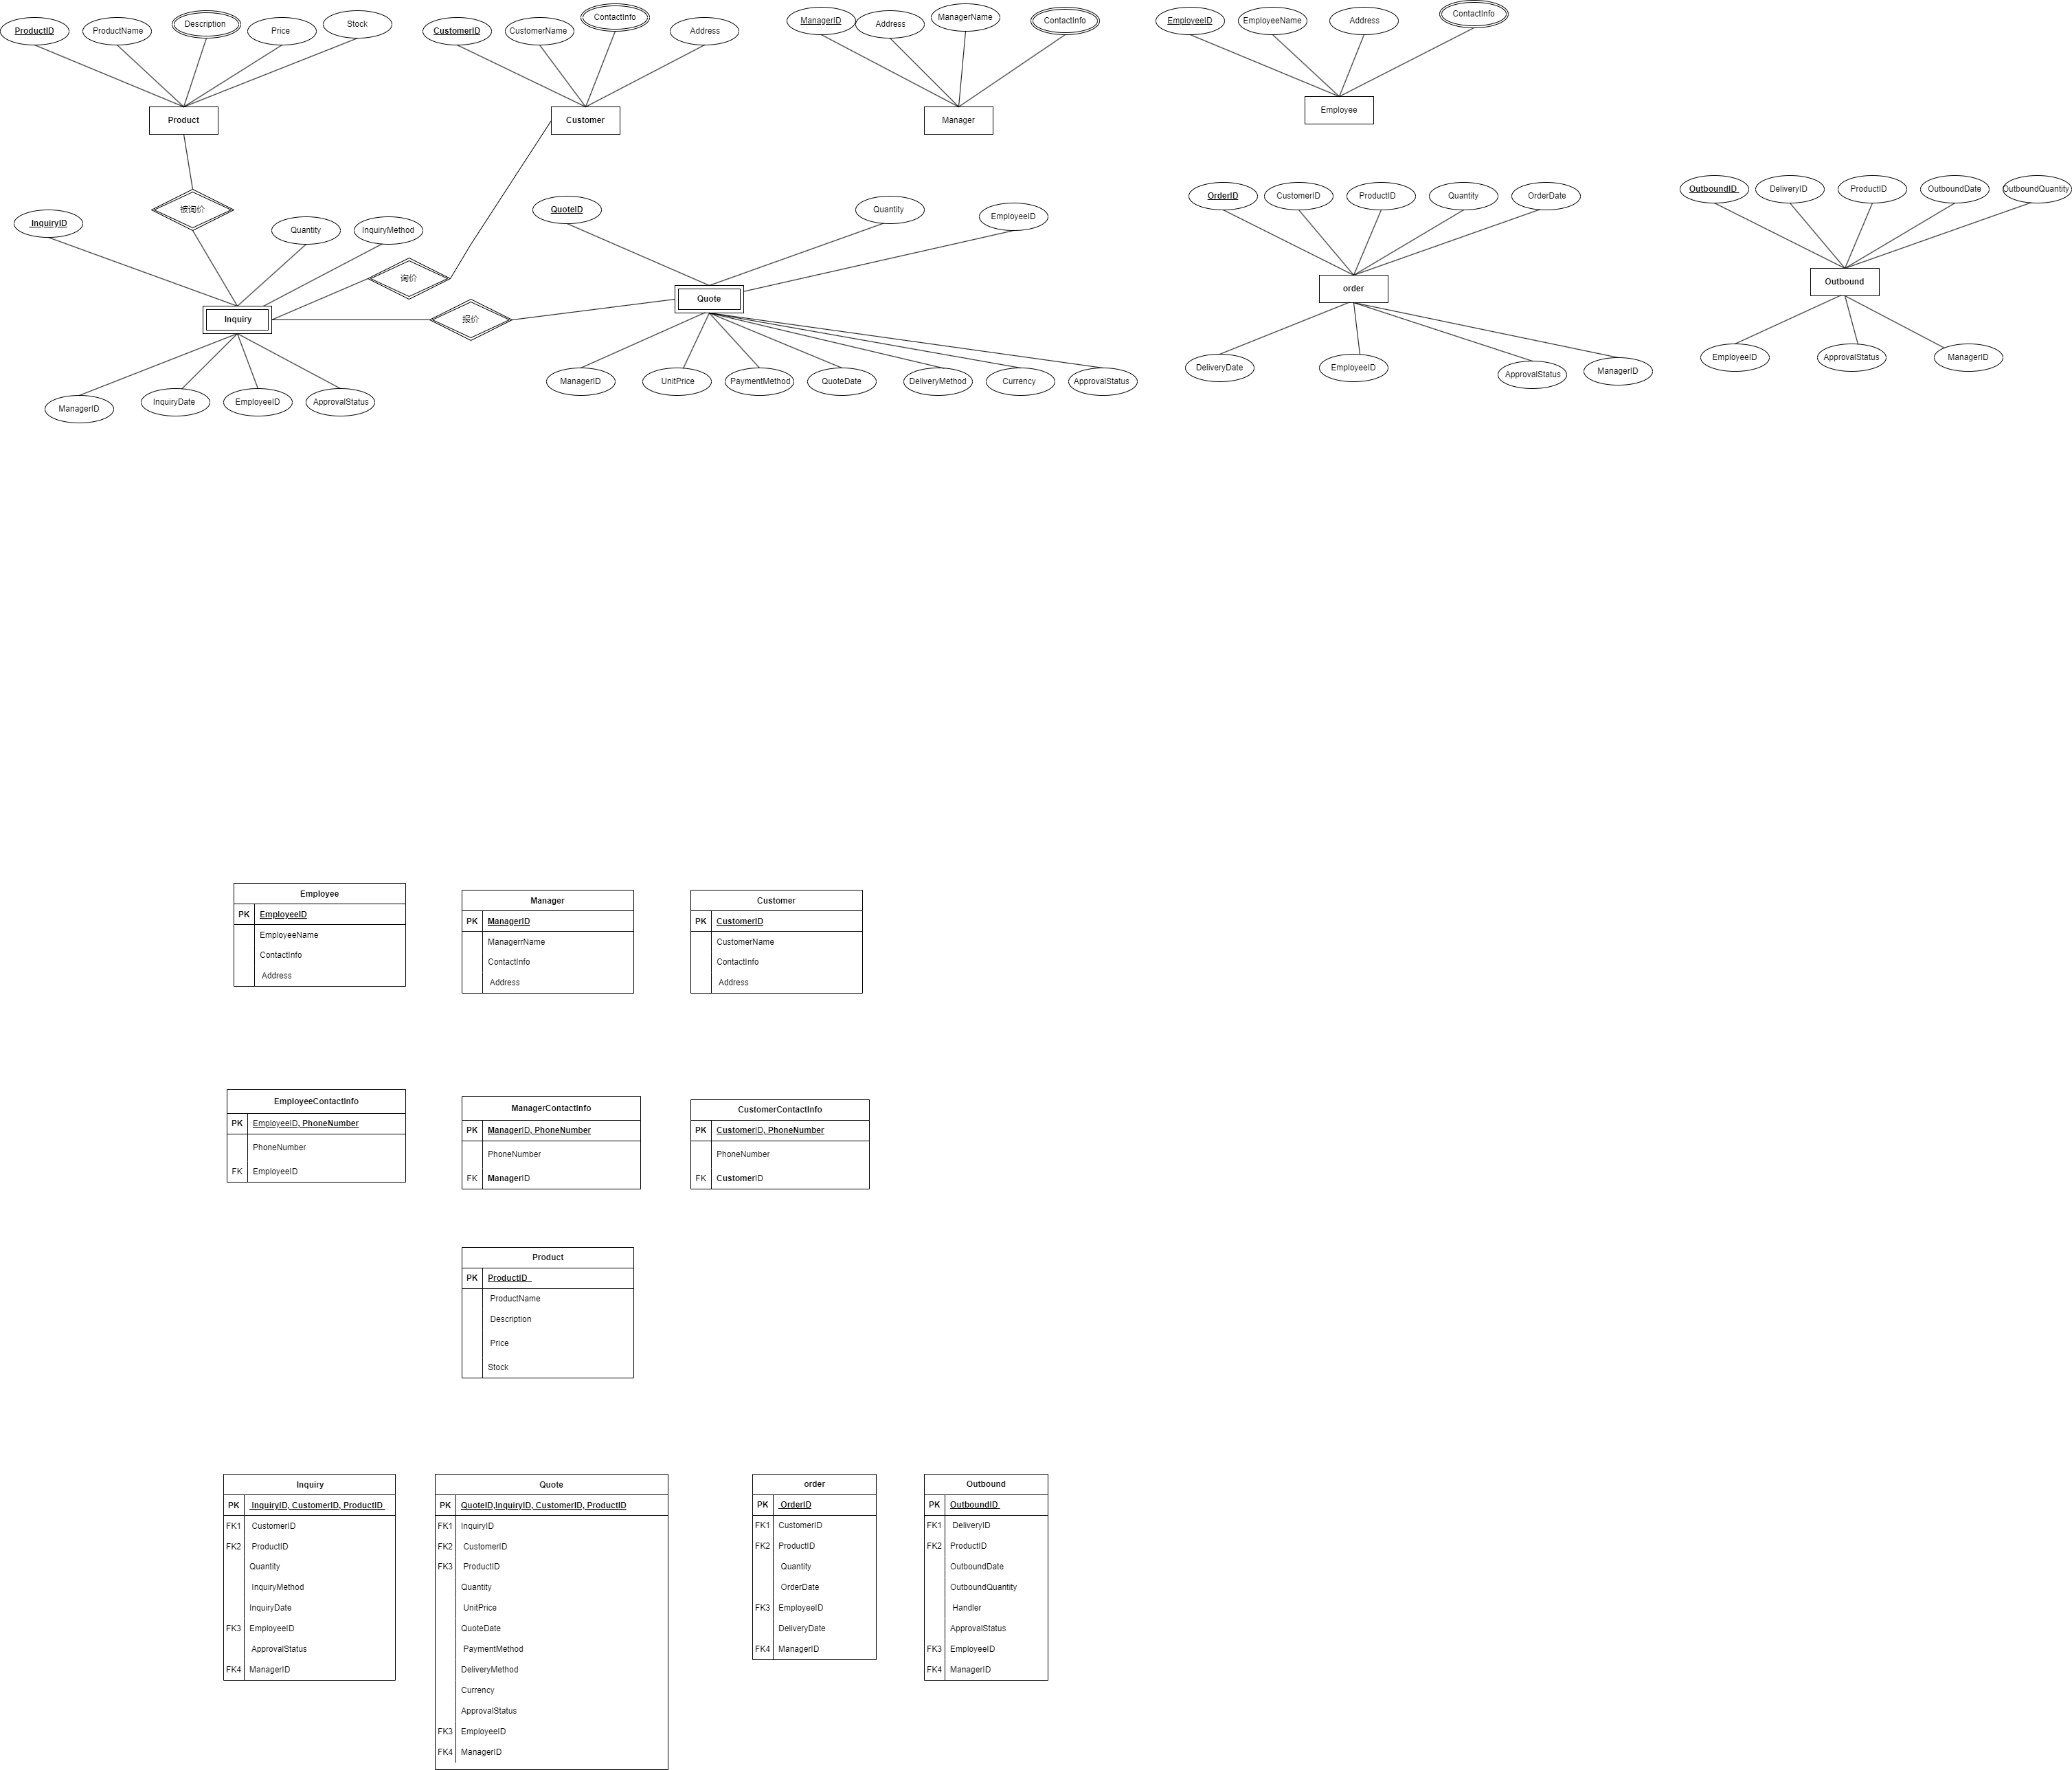 ProductID
ProductName
Description
Price
Stock
CustomerID
CustomerName
ContactInfo
Address
ManagerID
Address
ManagerName
ContactInfo
EmployeeID
EmployeeName
Address
ContactInfo
Product
Customer
Manager
Employee
被询价
InquiryID
Quantity
InquiryMethod
询价
QuoteID
Quantity
EmployeeID
OrderID
CustomerID
ProductID
Quantity
OrderDate
OutboundID
DeliveryID
ProductID
OutboundDate
OutboundQuantity
Inquiry
报价
Quote
order
Outbound
ManagerID
InquiryDate
EmployeeID
ApprovalStatus
ManagerID
UnitPrice
PaymentMethod
QuoteDate
DeliveryMethod
Currency
ApprovalStatus
DeliveryDate
EmployeeID
ApprovalStatus
ManagerID
EmployeeID
ApprovalStatus
ManagerID
Employee
PK EmployeeID
EmployeeName
ContactInfo
Address
Manager
PK ManagerID
ManagerrName
ContactInfo
Address
Customer
PK CustomerID
CustomerName
ContactInfo
Address
EmployeeContactInfo
PK EmployeeID, PhoneNumber
PhoneNumber
FK EmployeeID
ManagerContactInfo
PK ManagerID, PhoneNumber
PhoneNumber
FK ManagerID
CustomerContactInfo
PK CustomerID, PhoneNumber
PhoneNumber
FK CustomerID
Product
PK ProductID
ProductName
Description
Price
Stock
Inquiry
PK InquiryID, CustomerID, ProductID
FK1 CustomerID
FK2 ProductID
Quantity
InquiryMethod
InquiryDate
FK3 EmployeeID
ApprovalStatus
FK4 ManagerID
Quote
PK QuoteID,InquiryID, CustomerID, ProductID
FK1 InquiryID
FK2 CustomerID
FK3 ProductID
Quantity
UnitPrice
QuoteDate
PaymentMethod
DeliveryMethod
Currency
ApprovalStatus
FK3 EmployeeID
FK4 ManagerID
order
PK OrderID
FK1 CustomerID
FK2 ProductID
Quantity
OrderDate
FK3 EmployeeID
DeliveryDate
FK4 ManagerID
Outbound
PK OutboundID
FK1 DeliveryID
FK2 ProductID
OutboundDate
OutboundQuantity
Handler
ApprovalStatus
FK3 EmployeeID
FK4 ManagerID